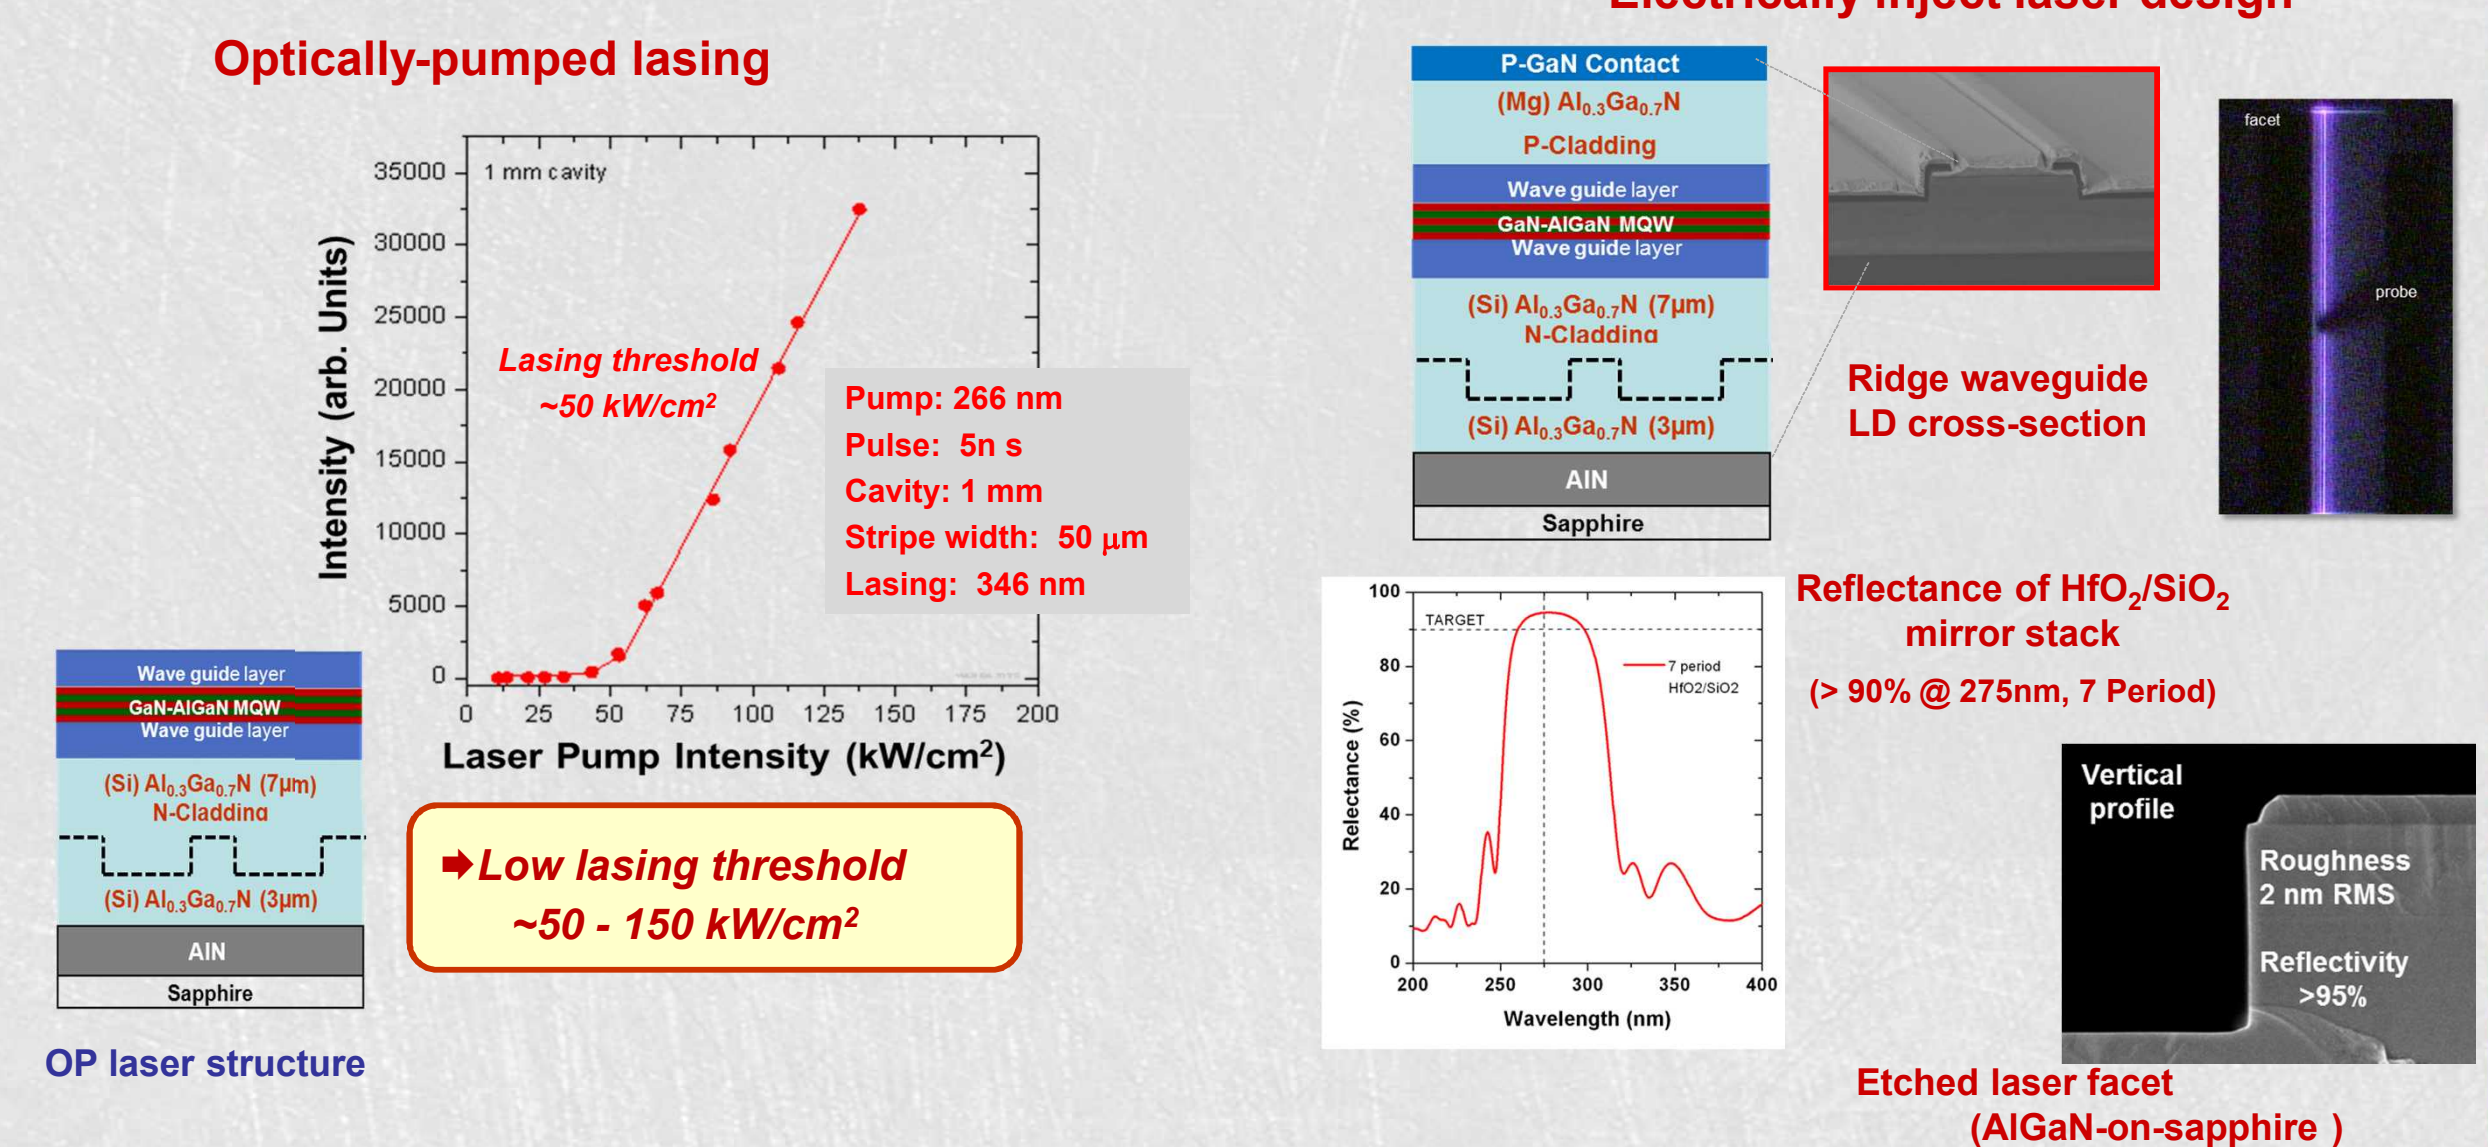 Electrically inject laser design
Optically-pumped lasing
1 mm cavity
35000
30000
25000
20000
15000
10000
5000
0
Intensity (arb. Units)
Lasing threshold
~50 kW/cm²
Pump: 266 nm
Pulse: 5n s
Cavity: 1 mm
Stripe width: 50 μm
Lasing: 346 nm
0 25 50 75 100 125 150 175 200
Laser Pump Intensity (kW/cm²)
Wave guide layer
GaN-AlGaN MQW
Wave guide layer
(Si) Al₀.₃Ga₀.₇N (7μm)
N-Cladding
(Si) Al₀.₃Ga₀.₇N (3μm)
AlN
Sapphire
OP laser structure
➡Low lasing threshold
~50 - 150 kW/cm²
P-GaN Contact
(Mg) Al₀.₃Ga₀.₇N
P-Cladding
Wave guide layer
GaN-AlGaN MQW
Wave guide layer
(Si) Al₀.₃Ga₀.₇N (7μm)
N-Cladding
(Si) Al₀.₃Ga₀.₇N (3μm)
AlN
Sapphire
Ridge waveguide
LD cross-section
facet
probe
100
80
60
40
20
0
Relectance (%)
TARGET
7 period
HfO2/SiO2
200 250 300 350 400
Wavelength (nm)
Reflectance of HfO₂/SiO₂
mirror stack
(> 90% @ 275nm, 7 Period)
Vertical
profile
Roughness
2 nm RMS
Reflectivity
>95%
Etched laser facet
(AlGaN-on-sapphire )